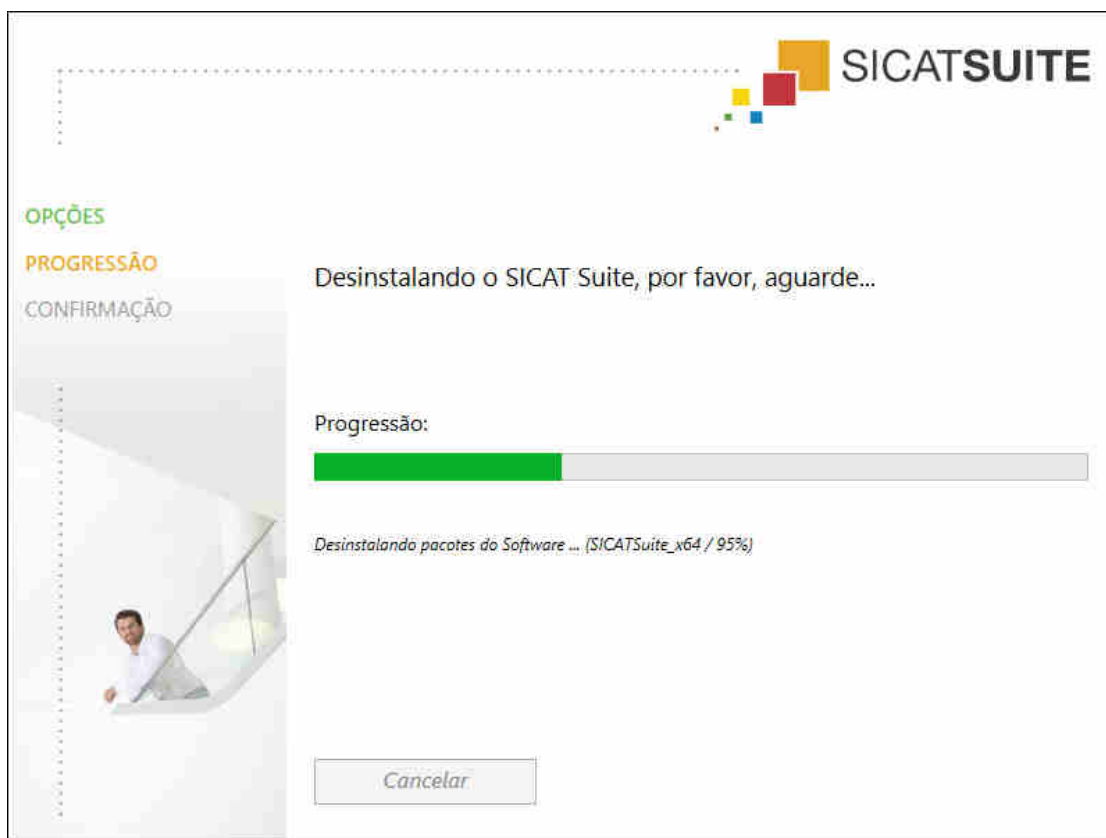 SICATSUITE
OPÇÕES
PROGRESSÃO
CONFIRMAÇÃO
Desinstalando o SICAT Suite, por favor, aguarde...
Progressão:
Desinstalando pacotes do Software ... (SICATSuite_x64 / 95%)
Cancelar